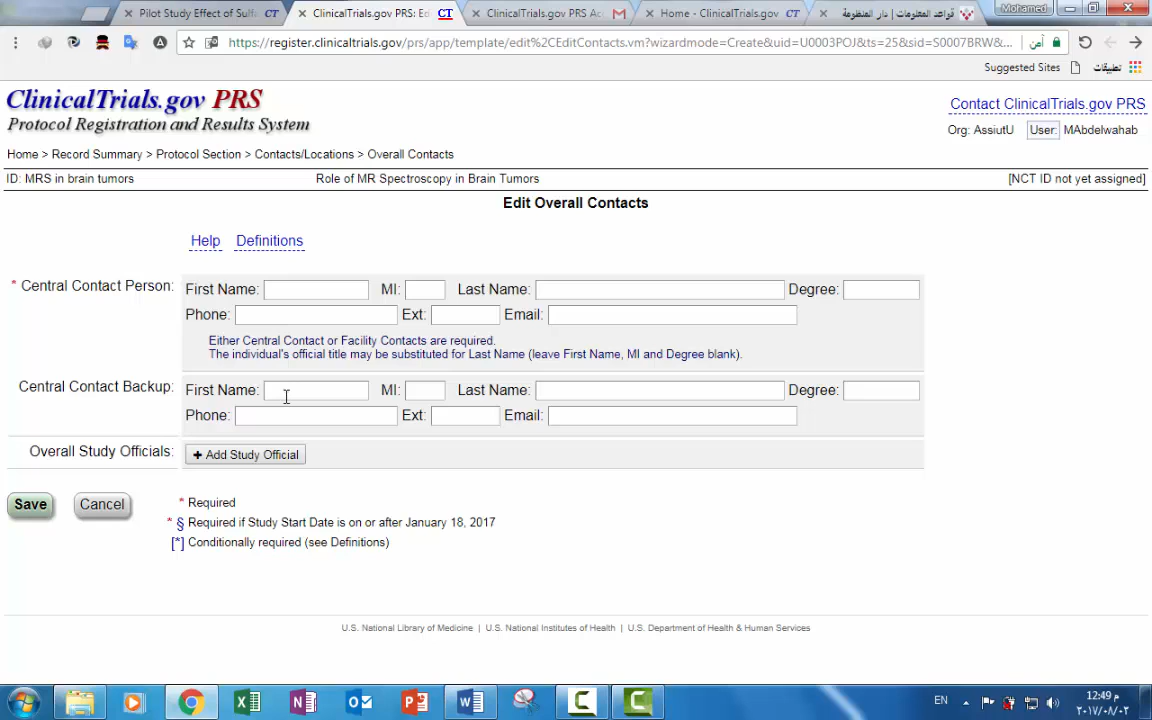 Pilot Study Effect of Sulf
ClinicalTrials.gov PRS: Ed
ClinicalTrials.gov PRS Ac
Home - ClinicalTrials.gov
قواعد المعلومات | دار المنظومة
Mohamed
https://register.clinicaltrials.gov/prs/app/template/edit%2CEditContacts.vm?wizardmode=Create&uid=U0003POJ&ts=25&sid=S0007BRW&...
آمن
Suggested Sites
تطبيقات
ClinicalTrials.gov PRS
Protocol Registration and Results System
Contact ClinicalTrials.gov PRS
Org: AssiutU User: MAbdelwahab
Home > Record Summary > Protocol Section > Contacts/Locations > Overall Contacts
ID: MRS in brain tumors Role of MR Spectroscopy in Brain Tumors [NCT ID not yet assigned]
Edit Overall Contacts
Help Definitions
* Central Contact Person: First Name: MI: Last Name: Degree:
Phone: Ext: Email:
Either Central Contact or Facility Contacts are required.
The individual's official title may be substituted for Last Name (leave First Name, MI and Degree blank).
Central Contact Backup: First Name: MI: Last Name: Degree:
Phone: Ext: Email:
Overall Study Officials: + Add Study Official
Save Cancel
* Required
* § Required if Study Start Date is on or after January 18, 2017
[*] Conditionally required (see Definitions)
U.S. National Library of Medicine | U.S. National Institutes of Health | U.S. Department of Health & Human Services
EN
12:49 م
٢٠١٧/٠٨/٠٢